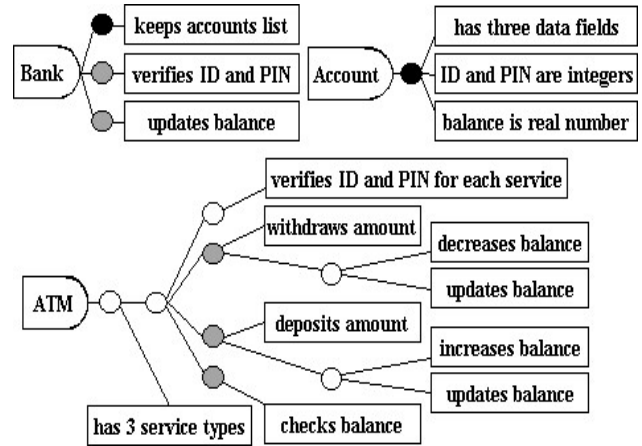 keeps accounts list
Bank
verifies ID and PIN
updates balance
has three data fields
Account
ID and PIN are integers
balance is real number
verifies ID and PIN for each service
withdraws amount
decreases balance
updates balance
ATM
deposits amount
increases balance
updates balance
has 3 service types
checks balance